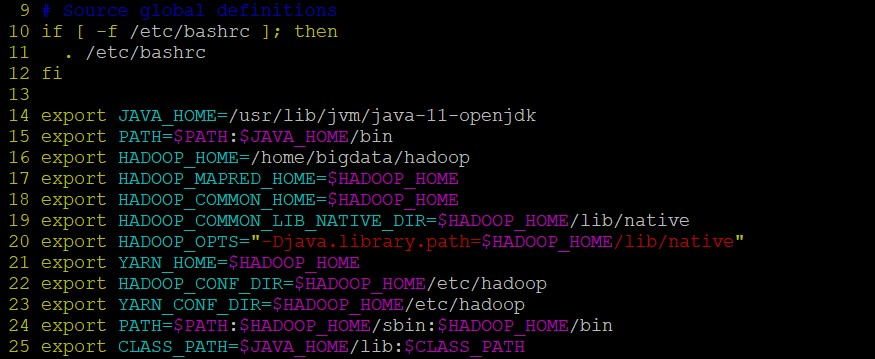 9 # Source global definitions
10 if [ -f /etc/bashrc ]; then
11   . /etc/bashrc
12 fi
13
14 export JAVA_HOME=/usr/lib/jvm/java-11-openjdk
15 export PATH=$PATH:$JAVA_HOME/bin
16 export HADOOP_HOME=/home/bigdata/hadoop
17 export HADOOP_MAPRED_HOME=$HADOOP_HOME
18 export HADOOP_COMMON_HOME=$HADOOP_HOME
19 export HADOOP_COMMON_LIB_NATIVE_DIR=$HADOOP_HOME/lib/native
20 export HADOOP_OPTS="-Djava.library.path=$HADOOP_HOME/lib/native"
21 export YARN_HOME=$HADOOP_HOME
22 export HADOOP_CONF_DIR=$HADOOP_HOME/etc/hadoop
23 export YARN_CONF_DIR=$HADOOP_HOME/etc/hadoop
24 export PATH=$PATH:$HADOOP_HOME/sbin:$HADOOP_HOME/bin
25 export CLASS_PATH=$JAVA_HOME/lib:$CLASS_PATH